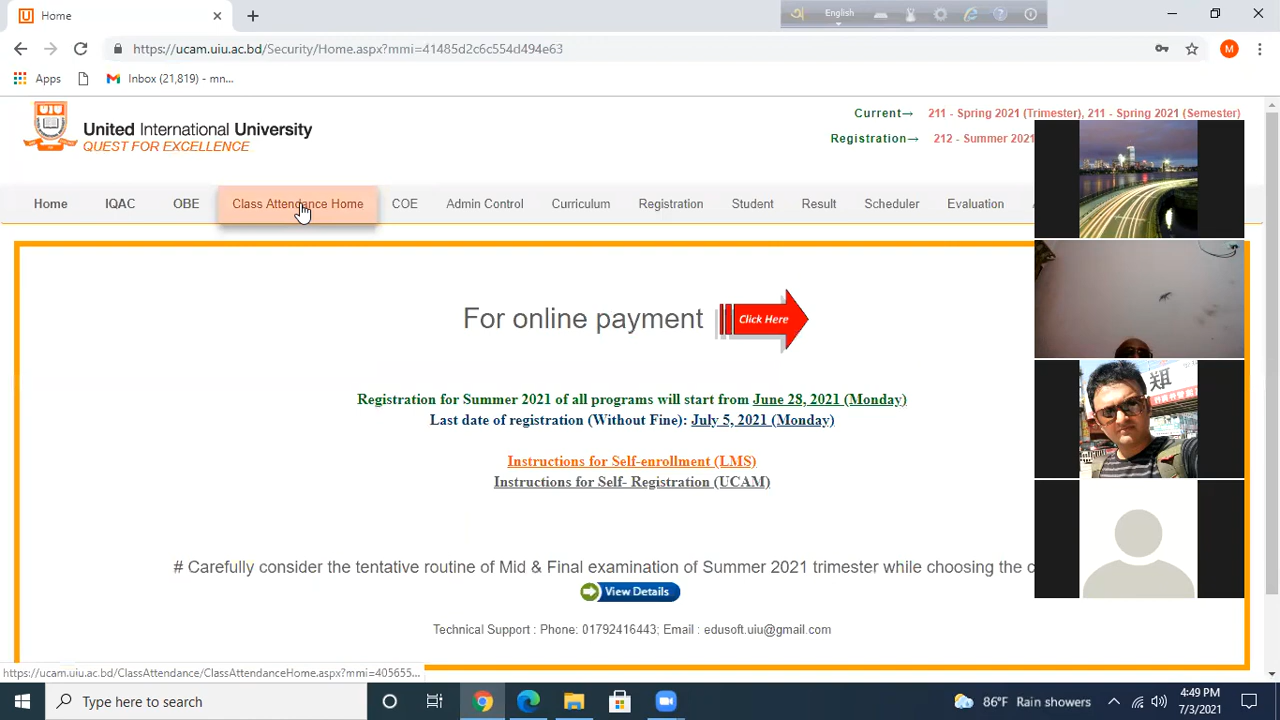 Home
English
https://ucam.uiu.ac.bd/Security/Home.aspx?mmi=41485d2c6c554d494e63
M
Apps
Inbox (21,819) - mn...
United International University
QUEST FOR EXCELLENCE
Current→ 211 - Spring 2021 (Trimester), 211 - Spring 2021 (Semester)
Registration→ 212 - Summer 2021
Home IQAC OBE Class Attendance Home COE Admin Control Curriculum Registration Student Result Scheduler Evaluation
For online payment Click Here
Registration for Summer 2021 of all programs will start from June 28, 2021 (Monday)
Last date of registration (Without Fine): July 5, 2021 (Monday)
Instructions for Self-enrollment (LMS)
Instructions for Self- Registration (UCAM)
# Carefully consider the tentative routine of Mid & Final examination of Summer 2021 trimester while choosing the c
View Details
Technical Support : Phone: 01792416443; Email : edusoft.uiu@gmail.com
https://ucam.uiu.ac.bd/ClassAttendance/ClassAttendanceHome.aspx?mmi=405655...
Type here to search
86°F Rain showers
4:49 PM
7/3/2021